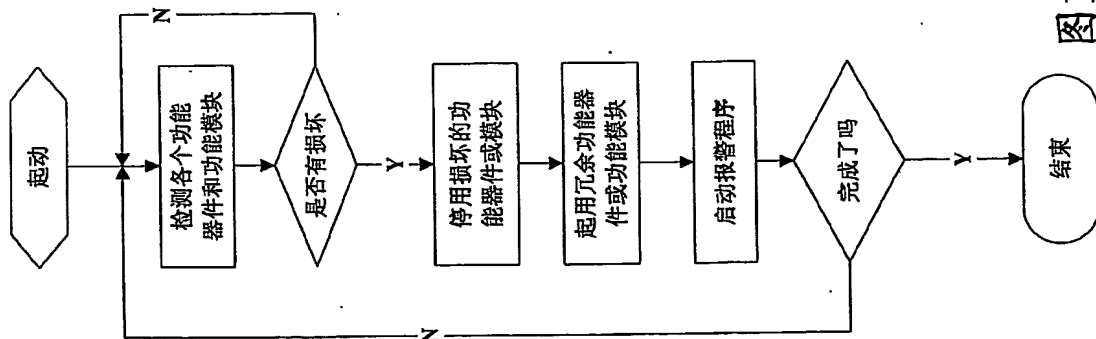 起动
检测各个功能
器件和功能模块
是否有损坏
N
Y
停用损坏的功
能器件或模块
起用冗余功能器
件或功能模块
启动报警程序
完成了吗
N
Y
结束
图